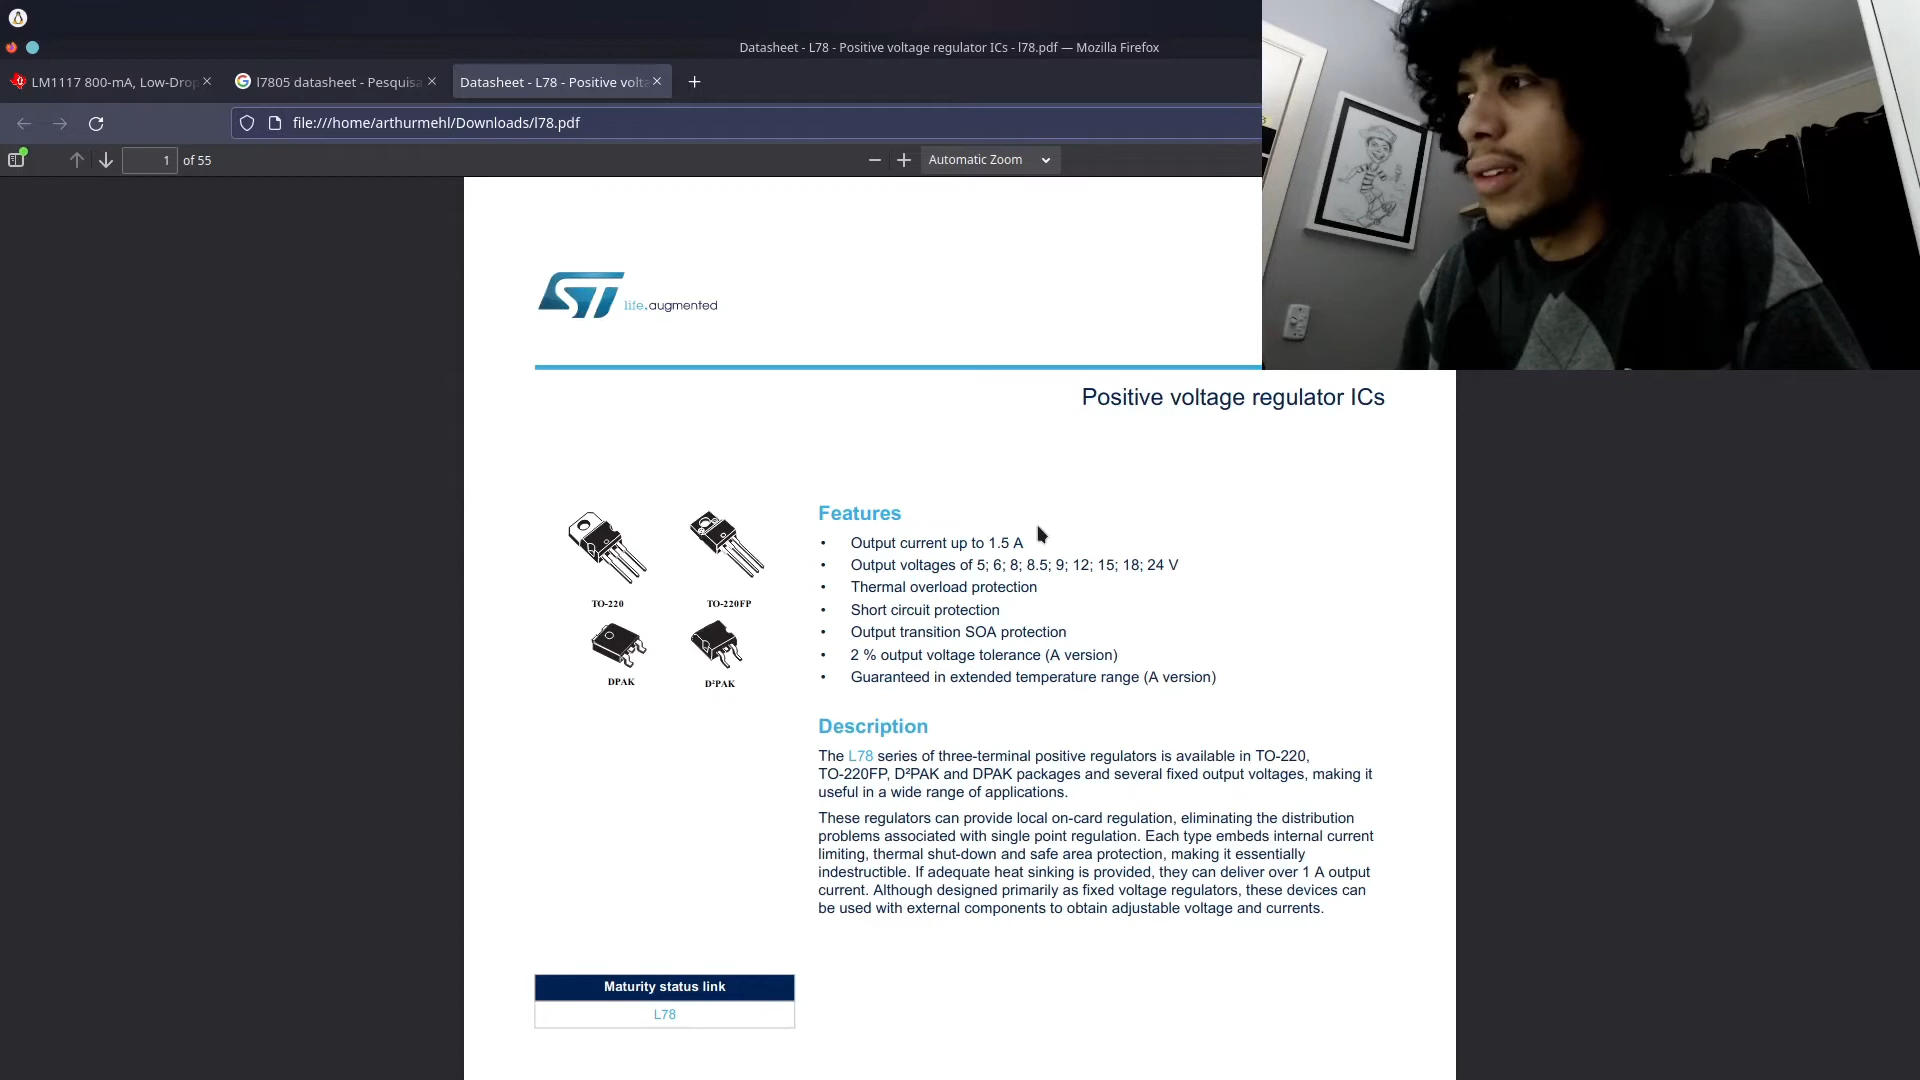 Datasheet - L78 - Positive voltage regulator ICs - l78.pdf — Mozilla Firefox
LM1117 800-mA, Low-Drop
l7805 datasheet - Pesquisa
Datasheet - L78 - Positive volta
file:///home/arthurmehl/Downloads/l78.pdf
1 of 55
Automatic Zoom
ST life.augmented
Positive voltage regulator ICs
TO-220
TO-220FP
DPAK
D²PAK
Features
• Output current up to 1.5 A
• Output voltages of 5; 6; 8; 8.5; 9; 12; 15; 18; 24 V
• Thermal overload protection
• Short circuit protection
• Output transition SOA protection
• 2 % output voltage tolerance (A version)
• Guaranteed in extended temperature range (A version)
Description
The L78 series of three-terminal positive regulators is available in TO-220,
TO-220FP, D²PAK and DPAK packages and several fixed output voltages, making it
useful in a wide range of applications.
These regulators can provide local on-card regulation, eliminating the distribution
problems associated with single point regulation. Each type embeds internal current
limiting, thermal shut-down and safe area protection, making it essentially
indestructible. If adequate heat sinking is provided, they can deliver over 1 A output
current. Although designed primarily as fixed voltage regulators, these devices can
be used with external components to obtain adjustable voltage and currents.
Maturity status link
L78